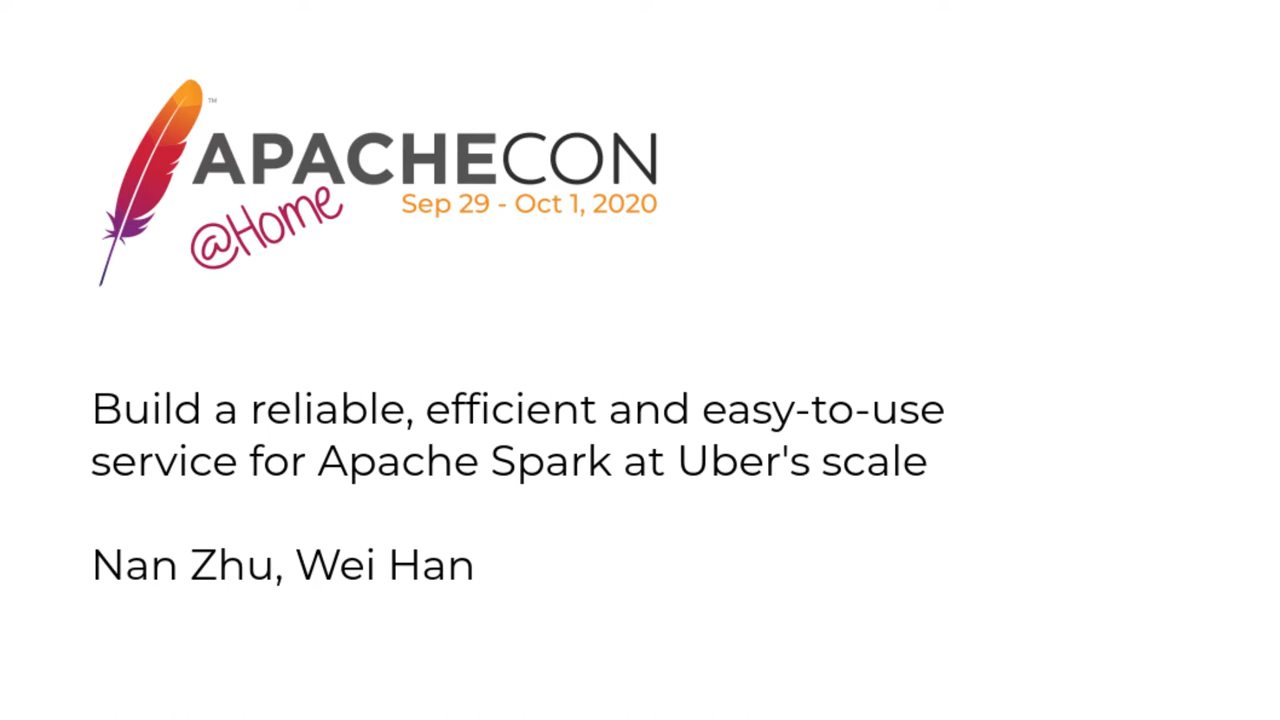 ™
APACHECON
@Home
Sep 29 - Oct 1, 2020
Build a reliable, efficient and easy-to-use
service for Apache Spark at Uber's scale
Nan Zhu, Wei Han